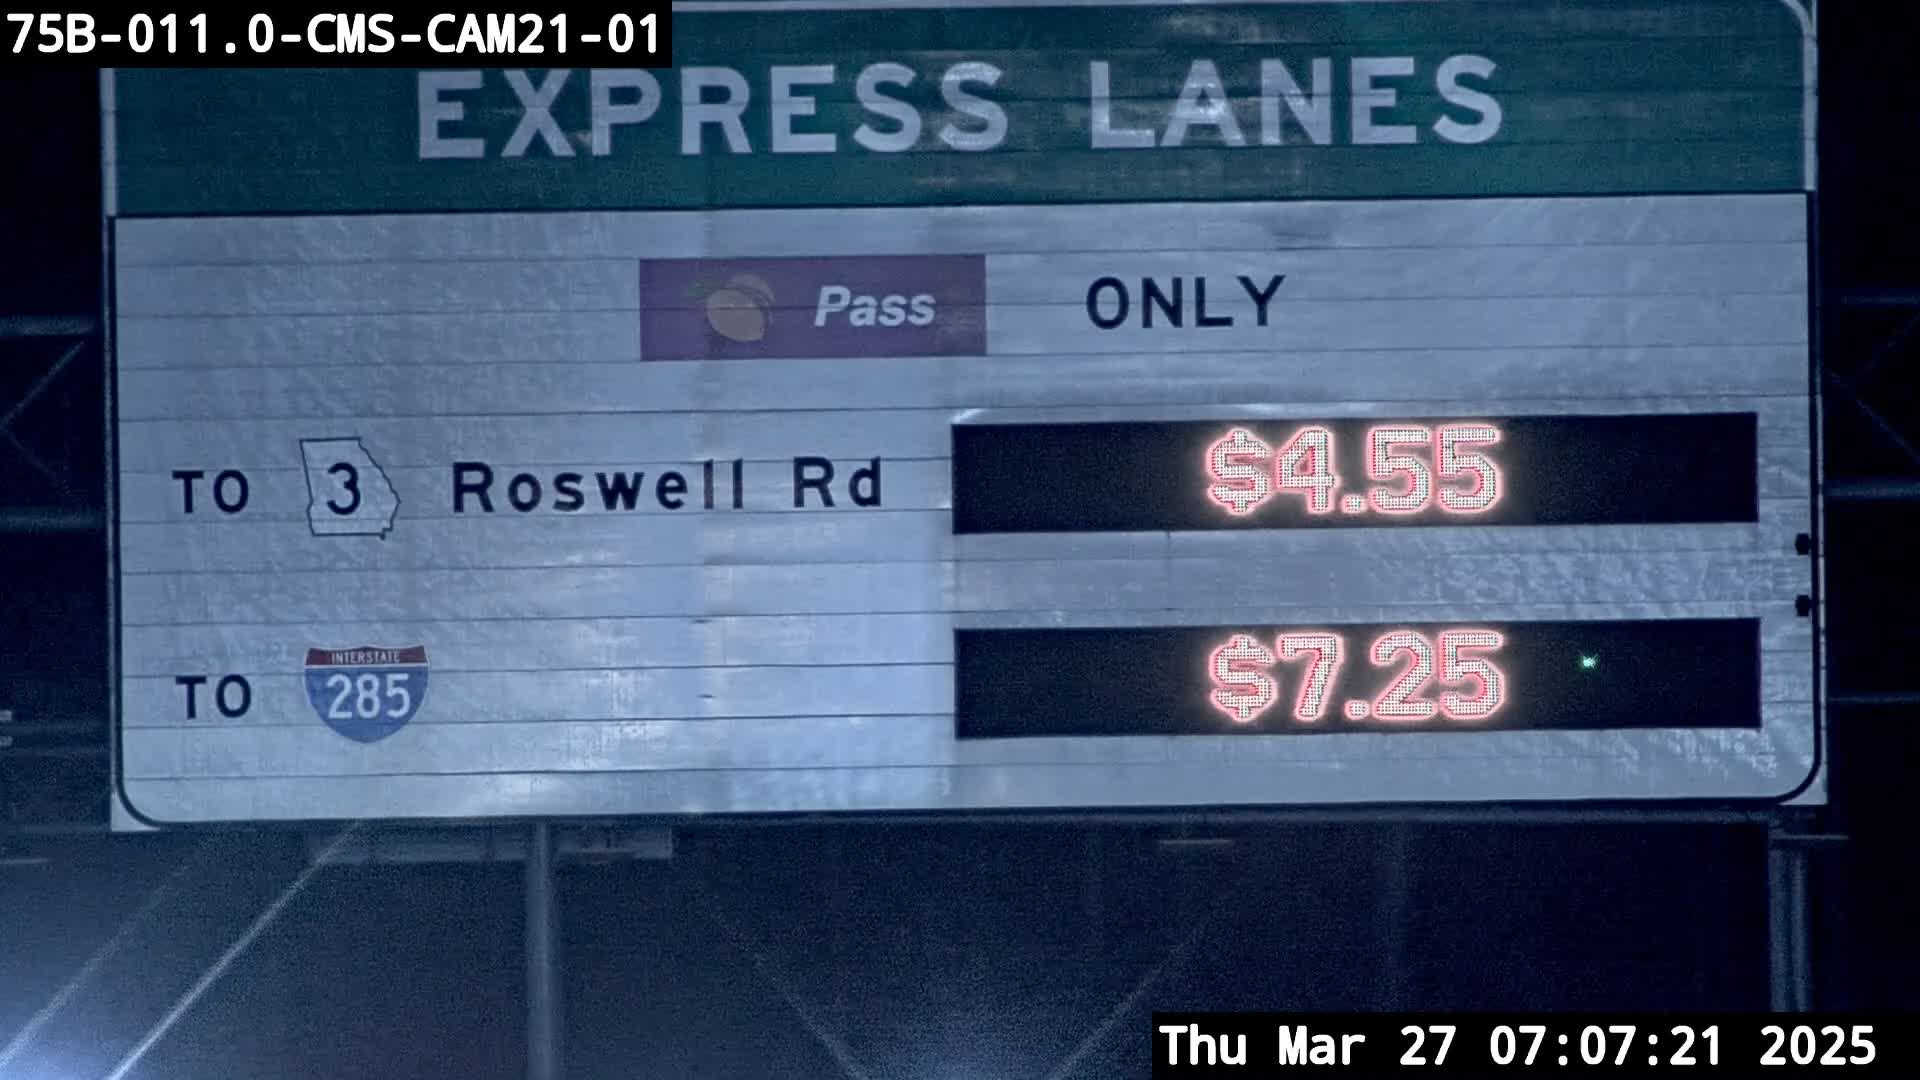 75B-011.0-CMS-CAM21-01
EXPRESS LANES
Pass ONLY
TO 3 Roswell Rd $4.55
TO INTERSTATE 285 $7.25
Thu Mar 27 07:07:21 2025